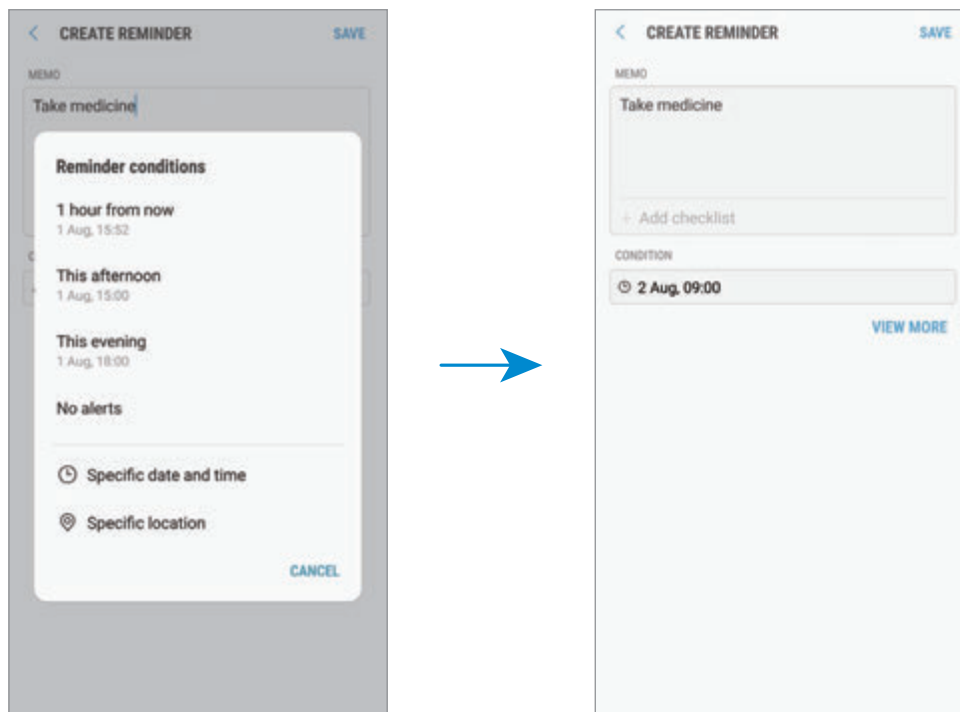 CREATE REMINDER SAVE
MEMO
Take medicine
Reminder conditions
1 hour from now
1 Aug, 15:52
This afternoon
1 Aug, 15:00
This evening
1 Aug, 18:00
No alerts
Specific date and time
Specific location
CANCEL
CREATE REMINDER SAVE
MEMO
Take medicine
+ Add checklist
CONDITION
2 Aug, 09:00
VIEW MORE